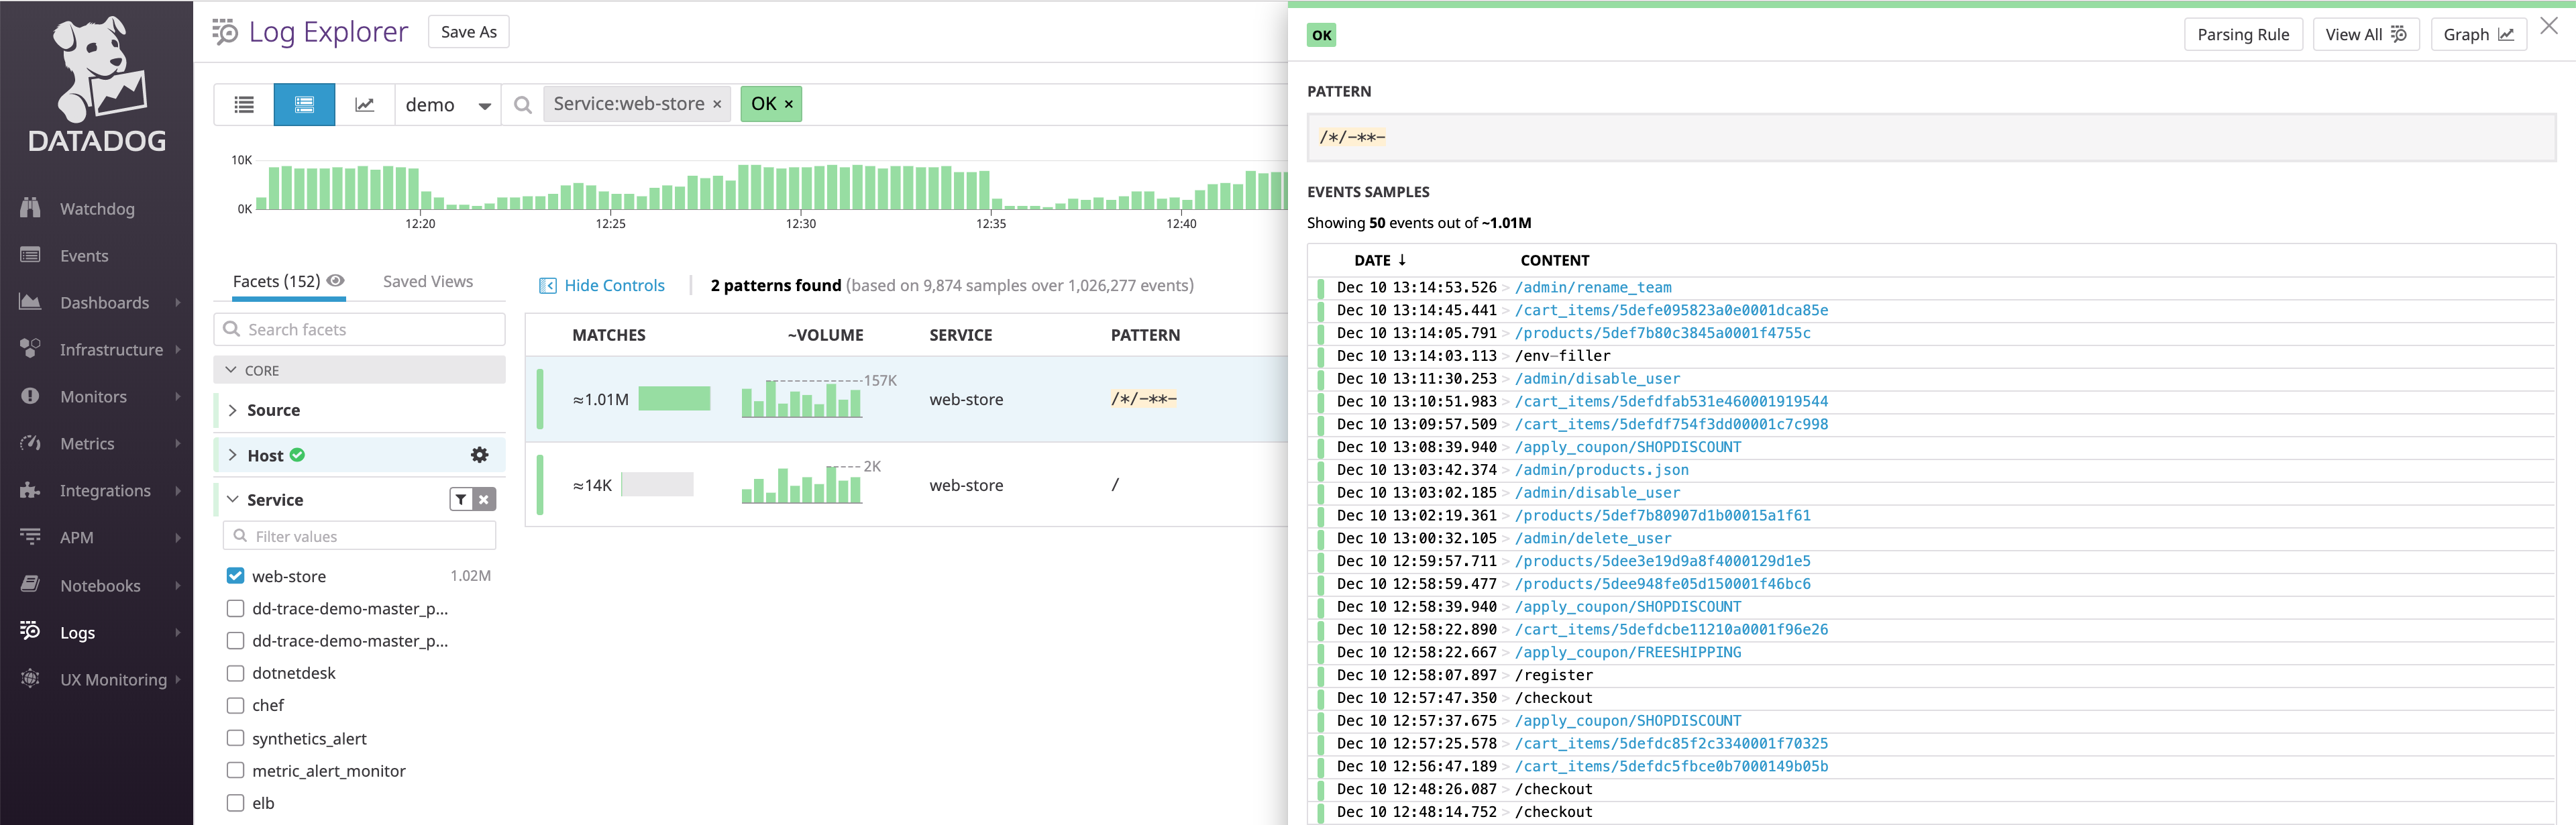 DATADOG
Watchdog
Events
Dashboards
Infrastructure
Monitors
Metrics
Integrations
APM
Notebooks
Logs
UX Monitoring
Log Explorer
Save As
demo
Service:web-store ×
OK ×
10K
0K
12:20
12:25
12:30
12:35
12:40
Facets (152)
Saved Views
Search facets
CORE
Source
Host
Service
Filter values
web-store 1.02M
dd-trace-demo-master_p...
dd-trace-demo-master_p...
dotnetdesk
chef
synthetics_alert
metric_alert_monitor
elb
Hide Controls
2 patterns found (based on 9,874 samples over 1,026,277 events)
MATCHES ~VOLUME SERVICE PATTERN
≈1.01M 157K web-store /*/-**-
≈14K 2K web-store /
OK
Parsing Rule
View All
Graph
PATTERN
/*/-**-
EVENTS SAMPLES
Showing 50 events out of ~1.01M
DATE ↓ CONTENT
Dec 10 13:14:53.526 > /admin/rename_team
Dec 10 13:14:45.441 > /cart_items/5defe095823a0e0001dca85e
Dec 10 13:14:05.791 > /products/5def7b80c3845a0001f4755c
Dec 10 13:14:03.113 > /env-filler
Dec 10 13:11:30.253 > /admin/disable_user
Dec 10 13:10:51.983 > /cart_items/5defdfab531e460001919544
Dec 10 13:09:57.509 > /cart_items/5defdf754f3dd00001c7c998
Dec 10 13:08:39.940 > /apply_coupon/SHOPDISCOUNT
Dec 10 13:03:42.374 > /admin/products.json
Dec 10 13:03:02.185 > /admin/disable_user
Dec 10 13:02:19.361 > /products/5def7b80907d1b00015a1f61
Dec 10 13:00:32.105 > /admin/delete_user
Dec 10 12:59:57.711 > /products/5dee3e19d9a8f4000129d1e5
Dec 10 12:58:59.477 > /products/5dee948fe05d150001f46bc6
Dec 10 12:58:39.940 > /apply_coupon/SHOPDISCOUNT
Dec 10 12:58:22.890 > /cart_items/5defdcbe11210a0001f96e26
Dec 10 12:58:22.667 > /apply_coupon/FREESHIPPING
Dec 10 12:58:07.897 > /register
Dec 10 12:57:47.350 > /checkout
Dec 10 12:57:37.675 > /apply_coupon/SHOPDISCOUNT
Dec 10 12:57:25.578 > /cart_items/5defdc85f2c3340001f70325
Dec 10 12:56:47.189 > /cart_items/5defdc5fbce0b7000149b05b
Dec 10 12:48:26.087 > /checkout
Dec 10 12:48:14.752 > /checkout